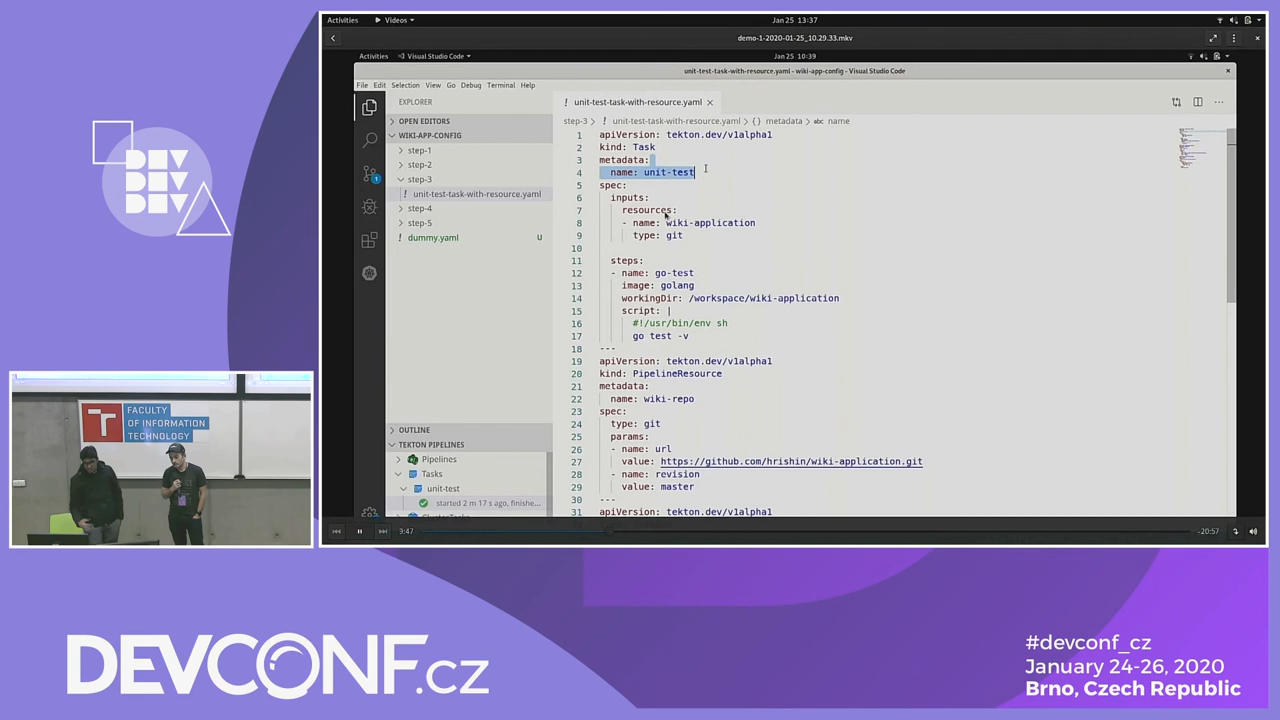 Activities
Videos
Jan 25 13:37
demo-1-2020-01-25_10.29.33.mkv
Activities
Visual Studio Code
Jan 25 10:39
unit-test-task-with-resource.yaml - wiki-app-config - Visual Studio Code
File Edit Selection View Go Debug Terminal Help
EXPLORER
OPEN EDITORS
WIKI-APP-CONFIG
step-1
step-2
step-3
unit-test-task-with-resource.yaml
step-4
step-5
dummy.yaml U
OUTLINE
TEKTON PIPELINES
Pipelines
Tasks
unit-test
started 2 m 17 s ago, finishe...
! unit-test-task-with-resource.yaml
step-3 > ! unit-test-task-with-resource.yaml > {} metadata > abc name
1 apiVersion: tekton.dev/v1alpha1
2 kind: Task
3 metadata:
4 name: unit-test
5 spec:
6 inputs:
7 resources:
8 - name: wiki-application
9 type: git
10
11 steps:
12 - name: go-test
13 image: golang
14 workingDir: /workspace/wiki-application
15 script: |
16 #!/usr/bin/env sh
17 go test -v
18 ---
19 apiVersion: tekton.dev/v1alpha1
20 kind: PipelineResource
21 metadata:
22 name: wiki-repo
23 spec:
24 type: git
25 params:
26 - name: url
27 value: https://github.com/hrishin/wiki-application.git
28 - name: revision
29 value: master
30 ---
31 apiVersion: tekton.dev/v1alpha1
3:47
-20:57
DEV
DEV
DEV
DEV
T FACULTY
OF INFORMATION
TECHNOLOGY
DEVCONF.cz
#devconf_cz
January 24-26, 2020
Brno, Czech Republic